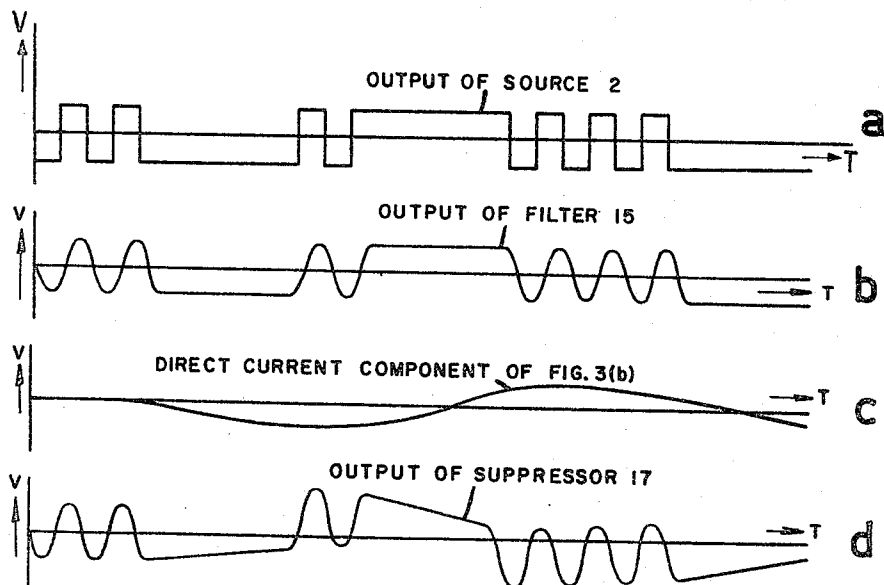 V
OUTPUT OF SOURCE 2
a
T
V
OUTPUT OF FILTER 15
T
b
V
DIRECT CURRENT COMPONENT OF FIG. 3(b)
T
c
V
OUTPUT OF SUPPRESSOR 17
T
d